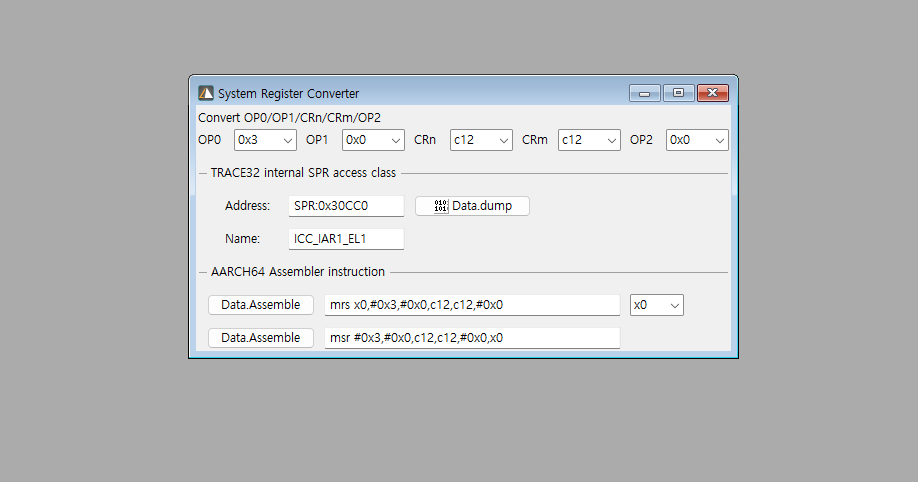 System Register Converter
Convert OP0/OP1/CRn/CRm/OP2
OP0 0x3 OP1 0x0 CRn c12 CRm c12 OP2 0x0
TRACE32 internal SPR access class
Address: SPR:0x30CC0 010 101 Data.dump
Name: ICC_IAR1_EL1
AARCH64 Assembler instruction
Data.Assemble mrs x0,#0x3,#0x0,c12,c12,#0x0 x0
Data.Assemble msr #0x3,#0x0,c12,c12,#0x0,x0